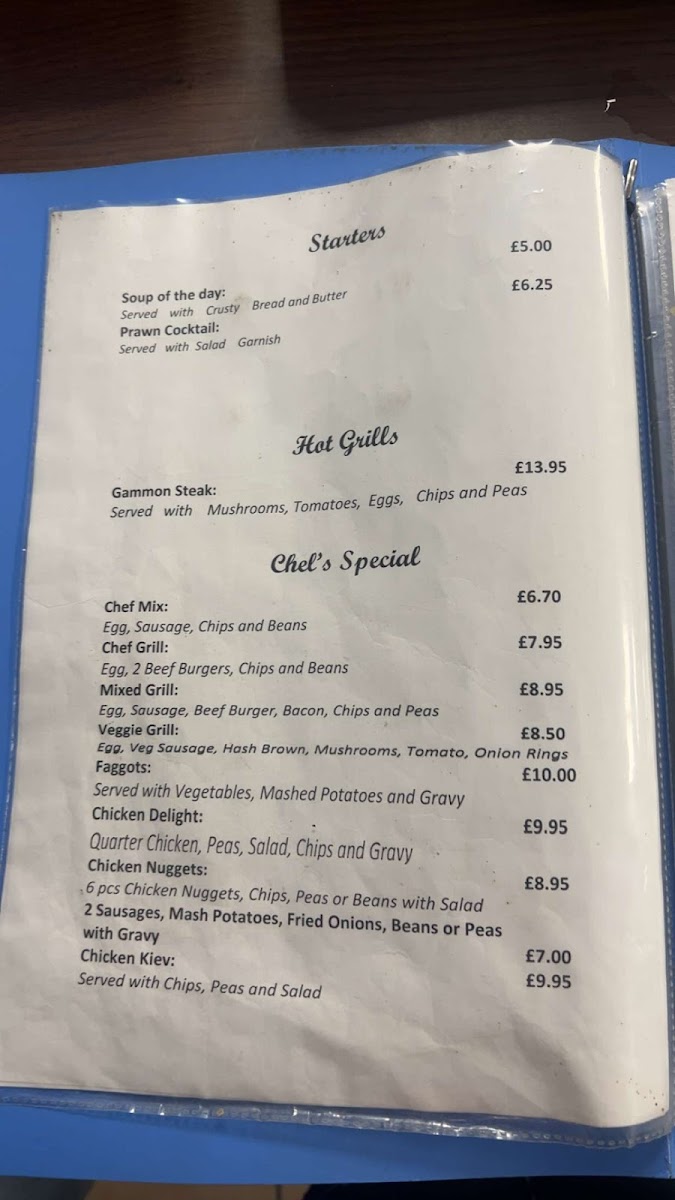 Starters
£5.00
Soup of the day:
£6.25
Served with Crusty Bread and Butter
Prawn Cocktail:
Served with Salad Garnish
Hot Grills
£13.95
Gammon Steak:
Served with Mushrooms, Tomatoes, Eggs, Chips and Peas
Chel's Special
Chef Mix: £6.70
Egg, Sausage, Chips and Beans
Chef Grill: £7.95
Egg, 2 Beef Burgers, Chips and Beans
Mixed Grill: £8.95
Egg, Sausage, Beef Burger, Bacon, Chips and Peas
Veggie Grill: £8.50
Egg, Veg Sausage, Hash Brown, Mushrooms, Tomato, Onion Rings
Faggots: £10.00
Served with Vegetables, Mashed Potatoes and Gravy
Chicken Delight: £9.95
Quarter Chicken, Peas, Salad, Chips and Gravy
Chicken Nuggets: £8.95
6 pcs Chicken Nuggets, Chips, Peas or Beans with Salad
2 Sausages, Mash Potatoes, Fried Onions, Beans or Peas
with Gravy £7.00
Chicken Kiev: £9.95
Served with Chips, Peas and Salad